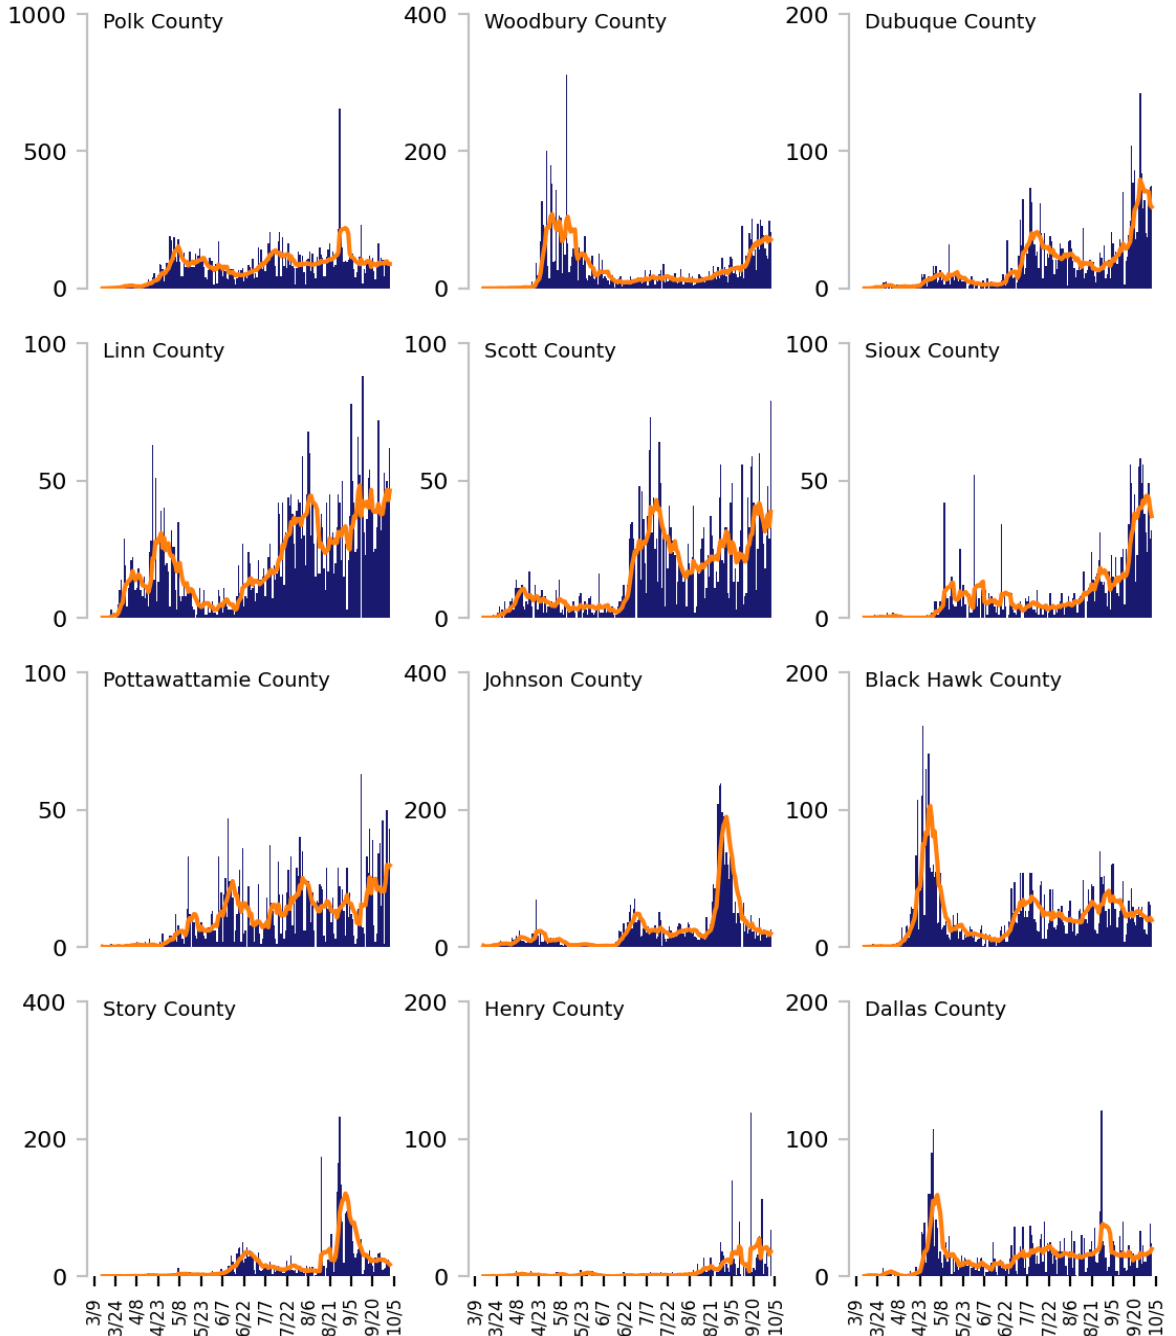 1000 Polk County 400 Woodbury County 200 Dubuque County
500 200 100
0 0 0
100 Linn County 100 Scott County 100 Sioux County
50 50 50
0 0 0
100 Pottawattamie County 400 Johnson County 200 Black Hawk County
50 200 100
0 0 0
400 Story County 200 Henry County 200 Dallas County
200 100 100
0 0 0
3/9 3/24 4/8 4/23 5/8 5/23 6/7 6/22 7/7 7/22 8/6 8/21 9/5 9/20 10/5 3/9 3/24 4/8 4/23 5/8 5/23 6/7 6/22 7/7 7/22 8/6 8/21 9/5 9/20 10/5 3/9 3/24 4/8 4/23 5/8 5/23 6/7 6/22 7/7 7/22 8/6 8/21 9/5 9/20 10/5